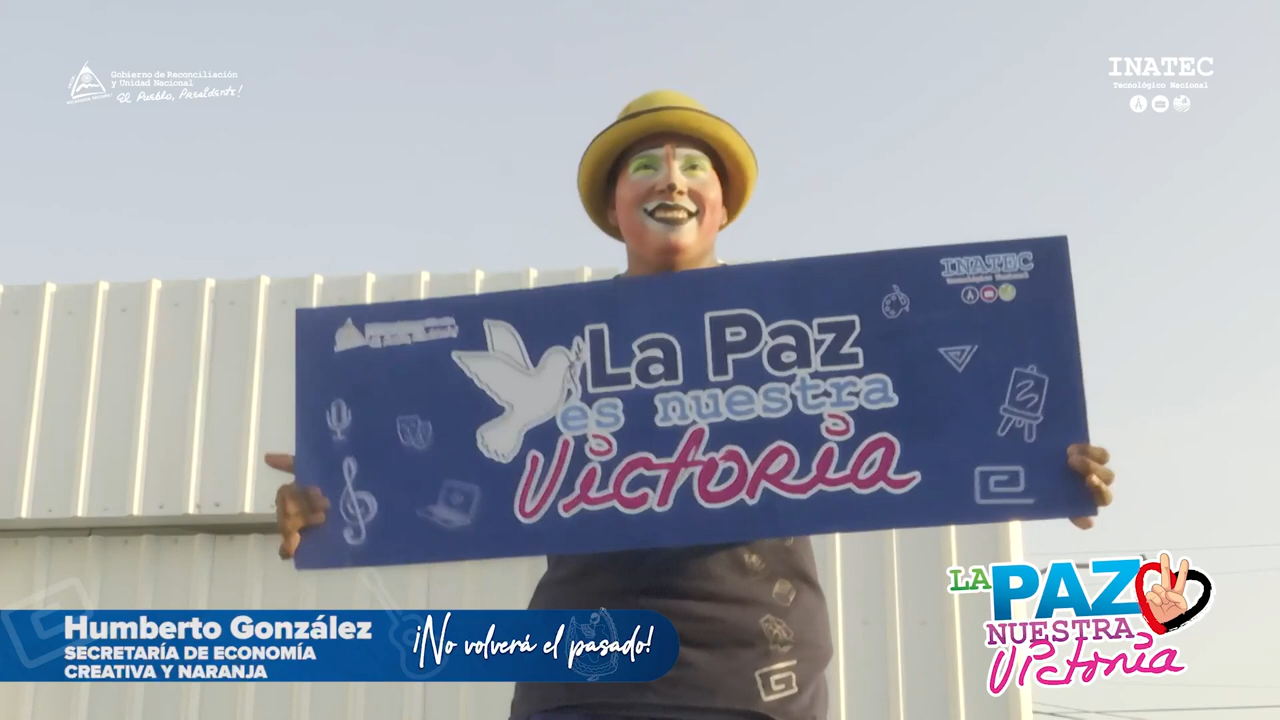 Gobierno de Reconciliación
y Unidad Nacional
El Pueblo, Presidente!
INATEC
Tecnológico Nacional
INATEC
La Paz
es nuestra
Victoria
LA PAZ
NUESTRA
Victoria
Humberto González
SECRETARÍA DE ECONOMÍA
CREATIVA Y NARANJA
¡No volverá el pasado!